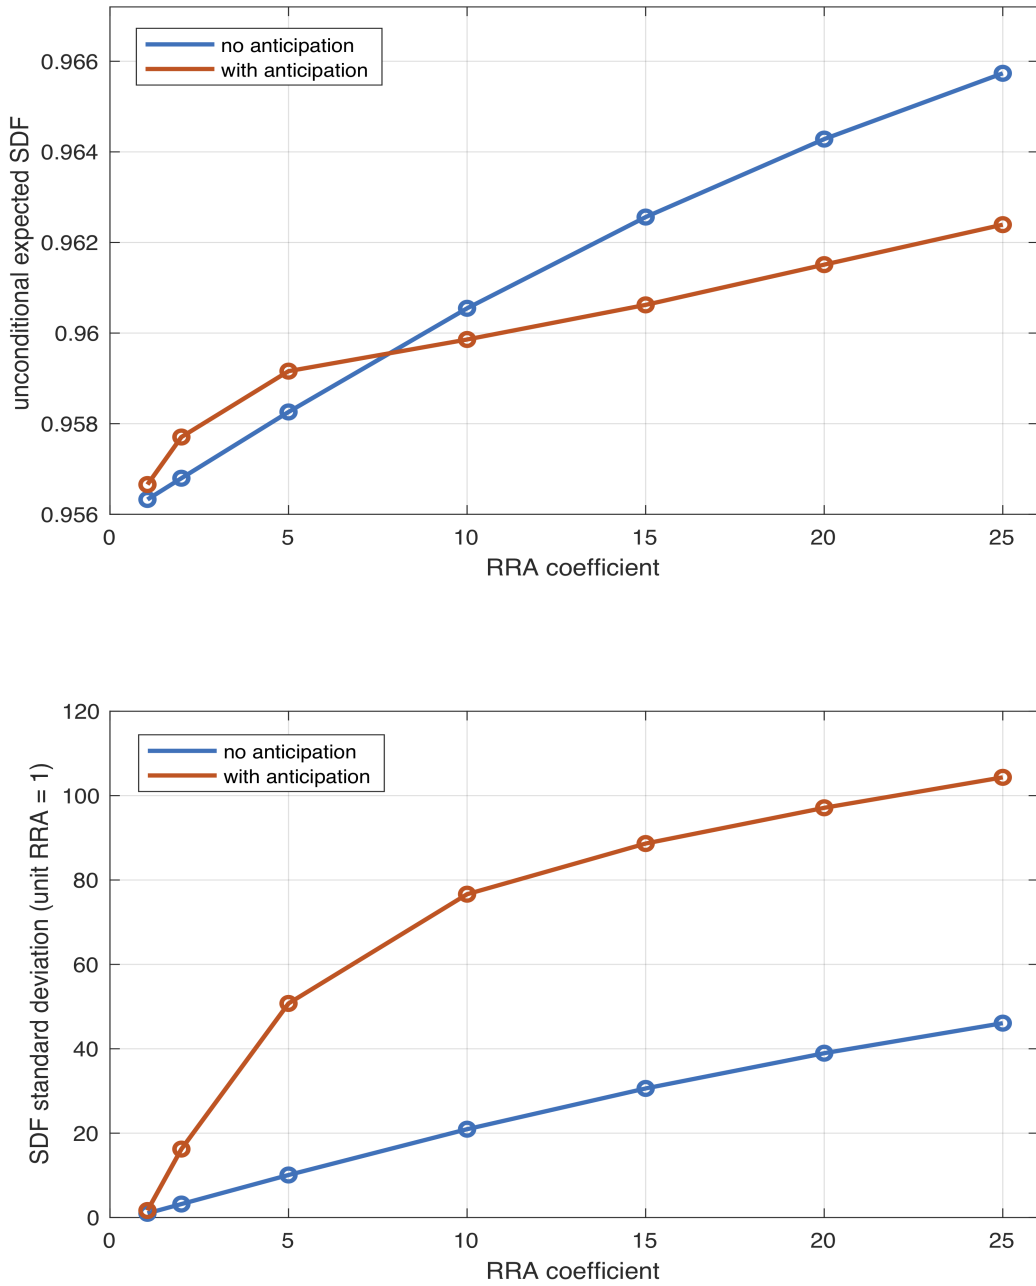 no anticipation
with anticipation
unconditional expected SDF
0.966
0.964
0.962
0.96
0.958
0.956
0 5 10 15 20 25
RRA coefficient
no anticipation
with anticipation
SDF standard deviation (unit RRA = 1)
120
100
80
60
40
20
0
0 5 10 15 20 25
RRA coefficient